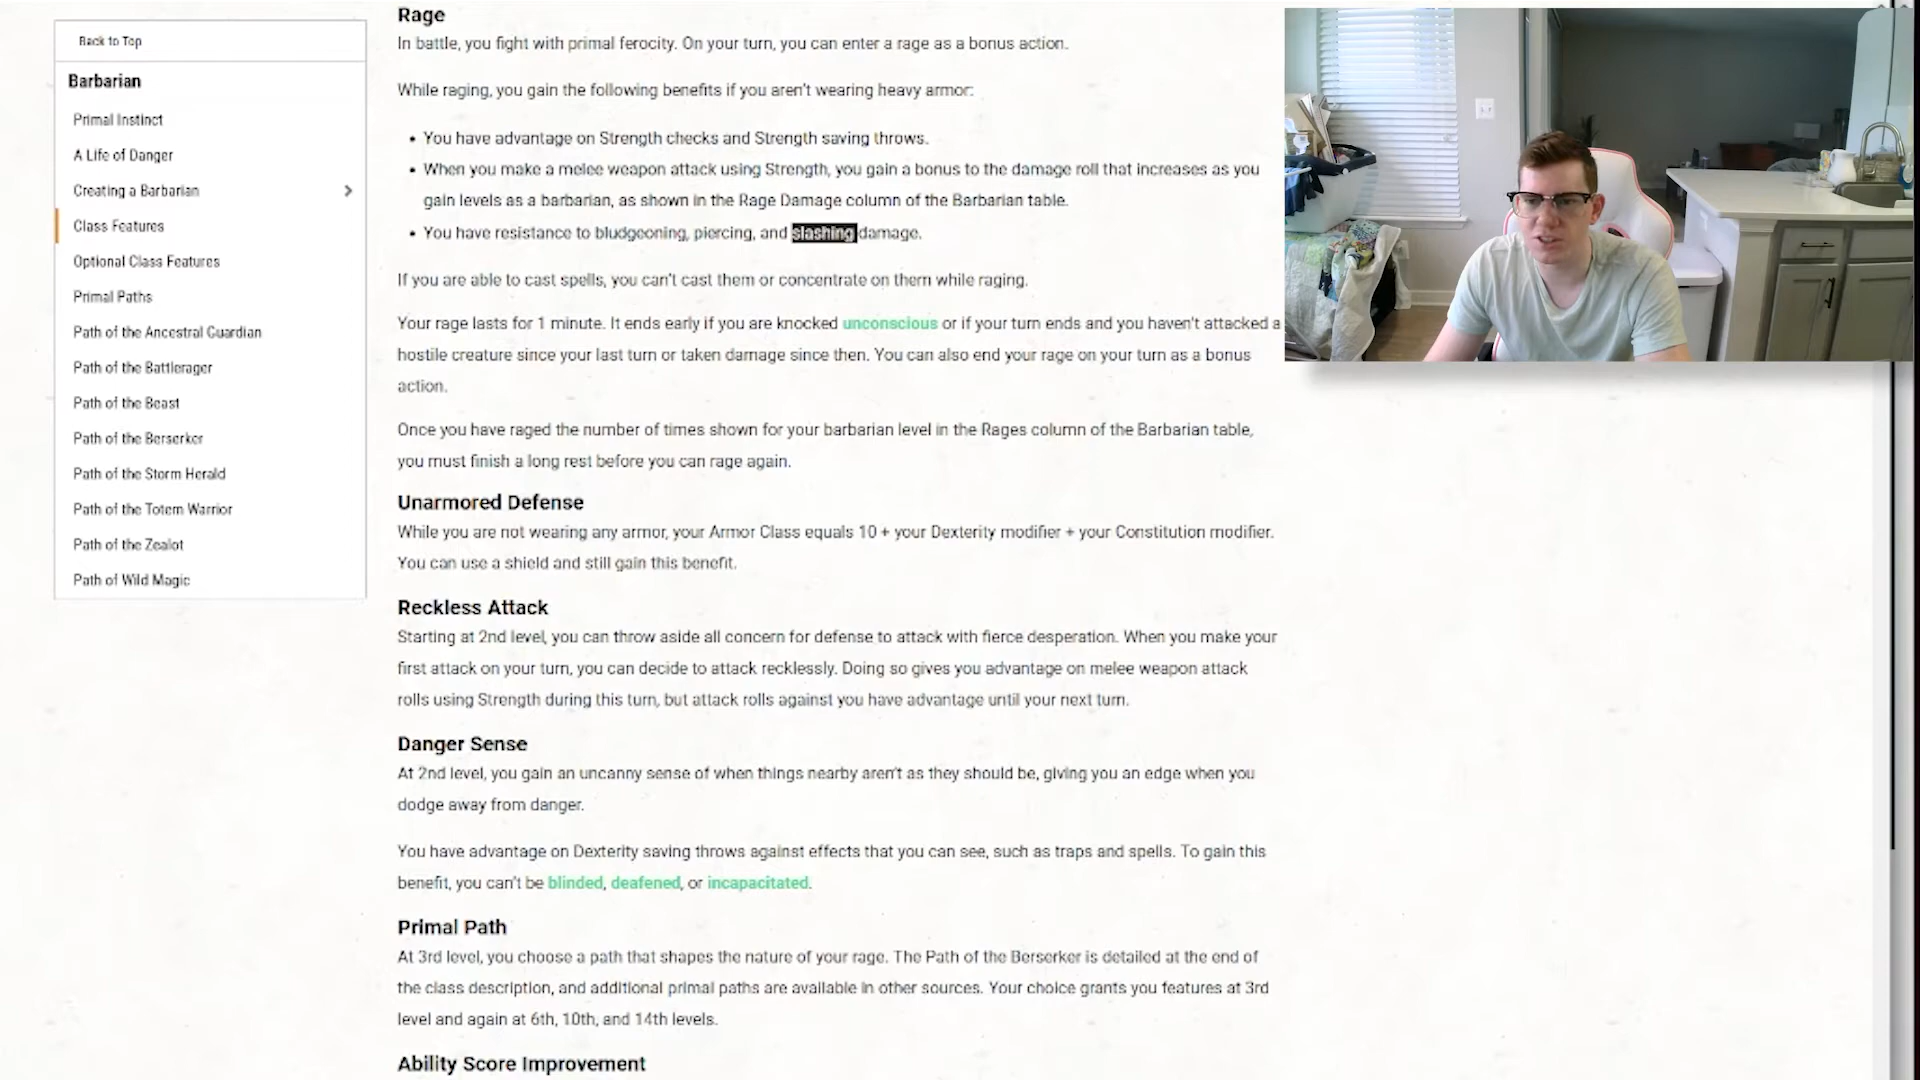 Back to Top
Barbarian
Primal Instinct
A Life of Danger
Creating a Barbarian
Class Features
Optional Class Features
Primal Paths
Path of the Ancestral Guardian
Path of the Battlerager
Path of the Beast
Path of the Berserker
Path of the Storm Herald
Path of the Totem Warrior
Path of the Zealot
Path of Wild Magic
Rage
In battle, you fight with primal ferocity. On your turn, you can enter a rage as a bonus action.
While raging, you gain the following benefits if you aren't wearing heavy armor:
• You have advantage on Strength checks and Strength saving throws.
• When you make a melee weapon attack using Strength, you gain a bonus to the damage roll that increases as you
gain levels as a barbarian, as shown in the Rage Damage column of the Barbarian table.
• You have resistance to bludgeoning, piercing, and slashing damage.
If you are able to cast spells, you can't cast them or concentrate on them while raging.
Your rage lasts for 1 minute. It ends early if you are knocked unconscious or if your turn ends and you haven't attacked a
hostile creature since your last turn or taken damage since then. You can also end your rage on your turn as a bonus
action.
Once you have raged the number of times shown for your barbarian level in the Rages column of the Barbarian table,
you must finish a long rest before you can rage again.
Unarmored Defense
While you are not wearing any armor, your Armor Class equals 10 + your Dexterity modifier + your Constitution modifier.
You can use a shield and still gain this benefit.
Reckless Attack
Starting at 2nd level, you can throw aside all concern for defense to attack with fierce desperation. When you make your
first attack on your turn, you can decide to attack recklessly. Doing so gives you advantage on melee weapon attack
rolls using Strength during this turn, but attack rolls against you have advantage until your next turn.
Danger Sense
At 2nd level, you gain an uncanny sense of when things nearby aren't as they should be, giving you an edge when you
dodge away from danger.
You have advantage on Dexterity saving throws against effects that you can see, such as traps and spells. To gain this
benefit, you can't be blinded, deafened, or incapacitated.
Primal Path
At 3rd level, you choose a path that shapes the nature of your rage. The Path of the Berserker is detailed at the end of
the class description, and additional primal paths are available in other sources. Your choice grants you features at 3rd
level and again at 6th, 10th, and 14th levels.
Ability Score Improvement